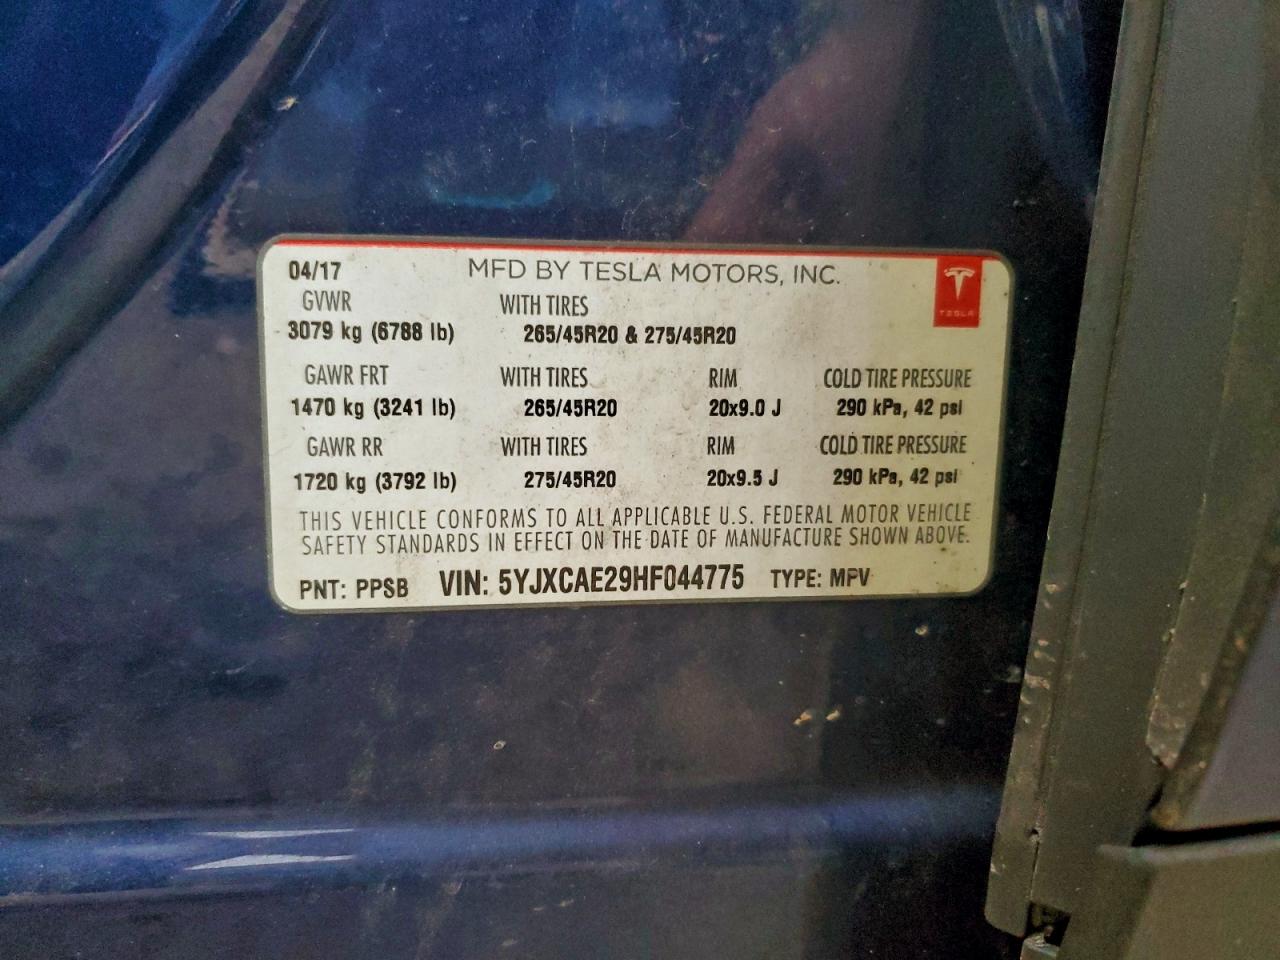 04/17 MFD BY TESLA MOTORS, INC.
TESLA
GVWR WITH TIRES
3079 kg (6788 lb) 265/45R20 & 275/45R20
GAWR FRT WITH TIRES RIM COLD TIRE PRESSURE
1470 kg (3241 lb) 265/45R20 20x9.0 J 290 kPa, 42 psi
GAWR RR WITH TIRES RIM COLD TIRE PRESSURE
1720 kg (3792 lb) 275/45R20 20x9.5 J 290 kPa, 42 psi
THIS VEHICLE CONFORMS TO ALL APPLICABLE U.S. FEDERAL MOTOR VEHICLE
SAFETY STANDARDS IN EFFECT ON THE DATE OF MANUFACTURE SHOWN ABOVE.
PNT: PPSB VIN: 5YJXCAE29HF044775 TYPE: MPV